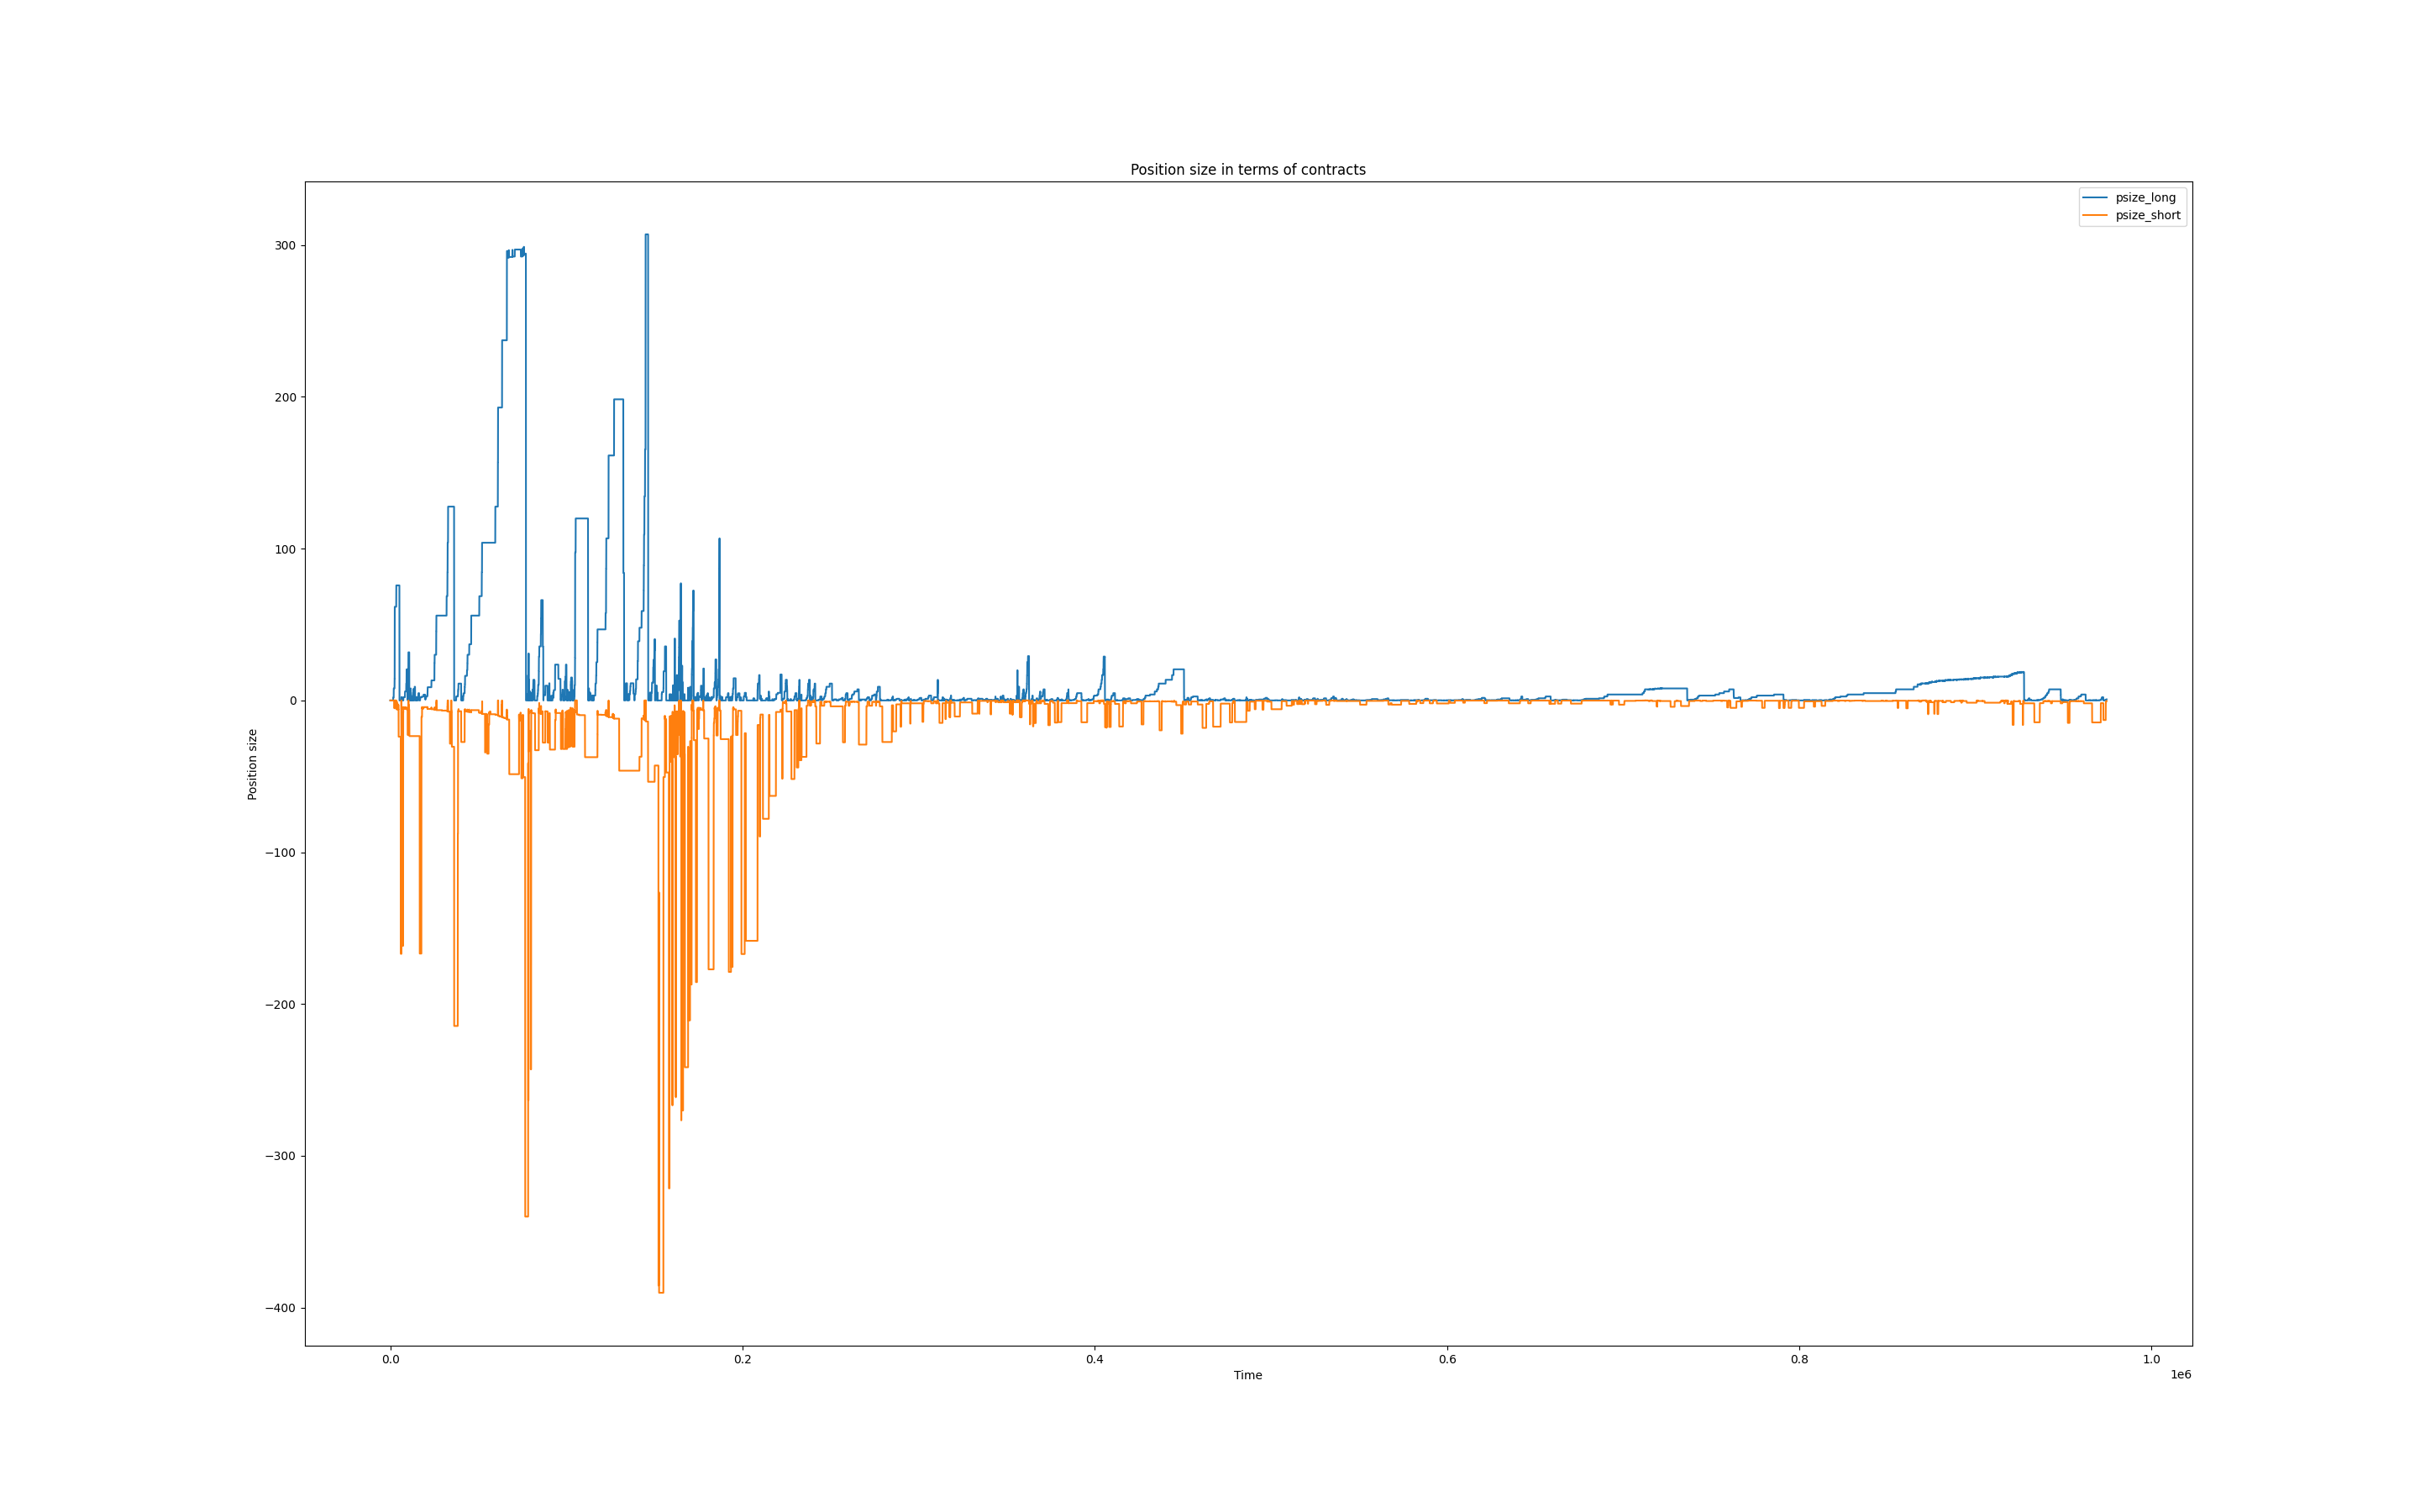 Position size in terms of contracts
psize_long
psize_short
300
200
100
0
−100
−200
−300
−400
Position size
0.0
0.2
0.4
0.6
0.8
1.0
Time
1e6